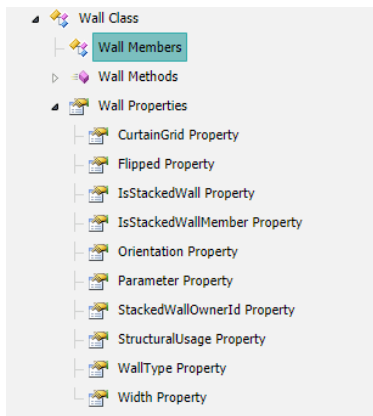 Wall Class
Wall Members
Wall Methods
Wall Properties
CurtainGrid Property
Flipped Property
IsStackedWall Property
IsStackedWallMember Property
Orientation Property
Parameter Property
StackedWallOwnerId Property
StructuralUsage Property
WallType Property
Width Property